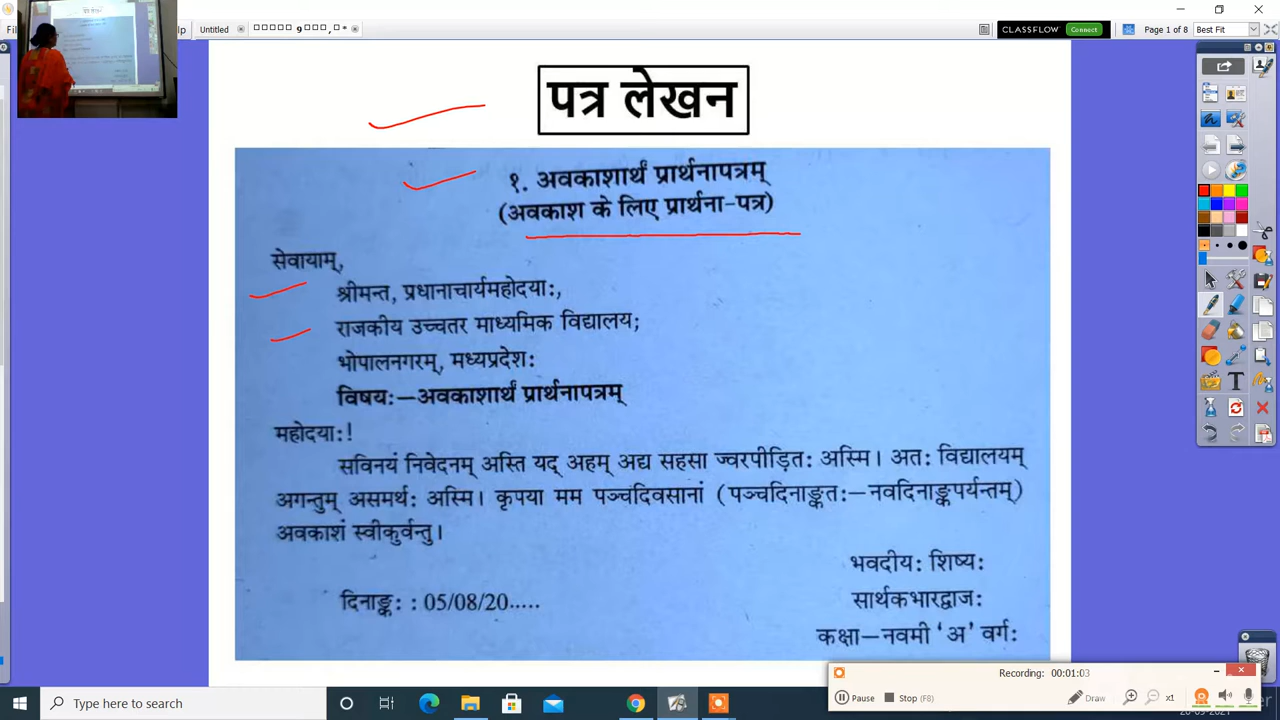 Untitled
CLASSFLOW
Connect
Page 1 of 8
Best Fit
पत्र लेखन
१. अवकाशार्थं प्रार्थनापत्रम्
(अवकाश के लिए प्रार्थना-पत्र)
सेवायाम्,
श्रीमन्त, प्रधानाचार्यमहोदयाः,
राजकीय उच्चतर माध्यमिक विद्यालय;
भोपालनगरम्, मध्यप्रदेशः
विषयः—अवकाशार्थं प्रार्थनापत्रम्
महोदयाः!
सविनयं निवेदनम् अस्ति यद् अहम् अद्य सहसा ज्वरपीड़ितः अस्मि। अतः विद्यालयम्
अगन्तुम् असमर्थः अस्मि। कृपया मम पञ्चदिवसानां (पञ्चदिनाङ्कतः—नवदिनाङ्कपर्यन्तम्)
अवकाशं स्वीकुर्वन्तु।
भवदीयः शिष्यः
दिनाङ्कः : 05/08/20.....
सार्थकभारद्वाजः
कक्षा—नवमी ‘अ’ वर्गः
Recording: 00:01:03
Pause
Stop (F8)
Draw
x1
Type here to search